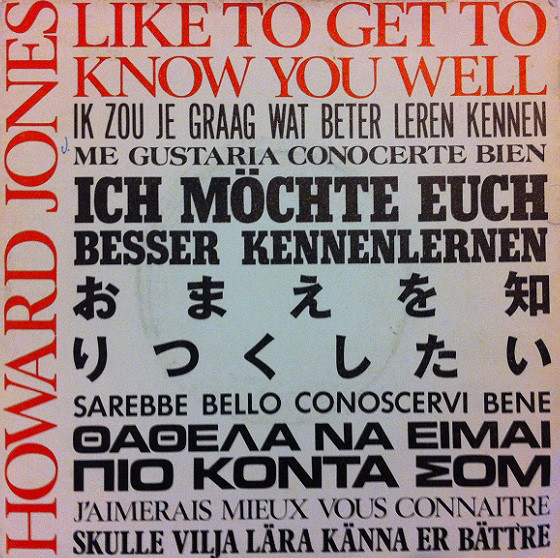 HOWARD JONES
LIKE TO GET TO
KNOW YOU WELL
IK ZOU JE GRAAG WAT BETER LEREN KENNEN
ME GUSTARIA CONOCERTE BIEN
ICH MÖCHTE EUCH
BESSER KENNENLERNEN
おまえを知
りつくしたい
SAREBBE BELLO CONOSCERVI BENE
ΘΑΘΕΛΑ ΝΑ ΕΙΜΑΙ
ΠΙΟ ΚΟΝΤΑ ΣΟΜ
J'AIMERAIS MIEUX VOUS CONNAITRE
SKULLE VILJA LÄRA KÄNNA ER BÄTTRE